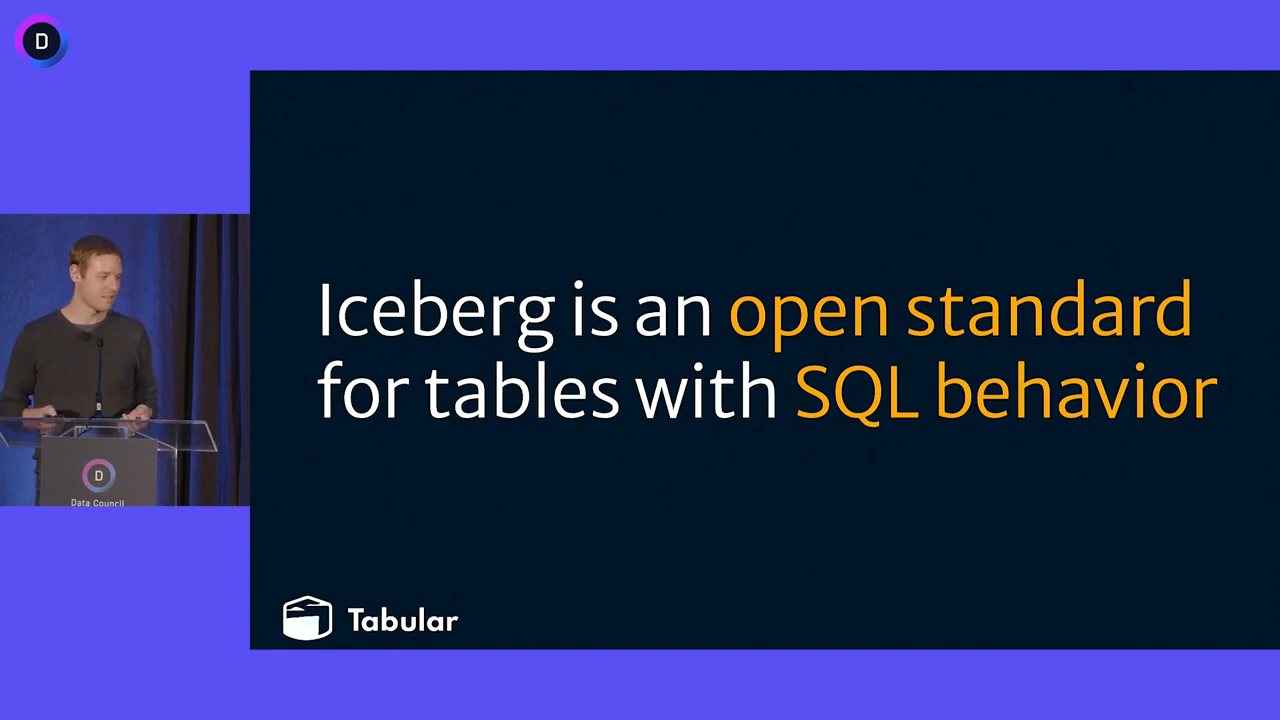 D
Iceberg is an open standard
for tables with SQL behavior
D
Data Council
Tabular